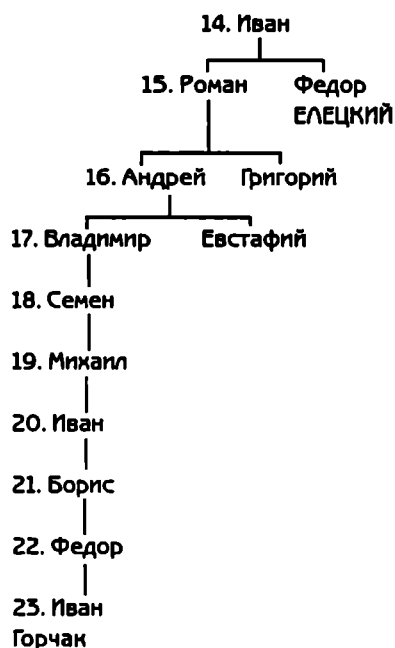 14. Иван
15. Роман Федор
ЕЛЕЦКИЙ
16. Андрей Григорий
17. Владимир Евстафий
18. Семен
19. Михаил
20. Иван
21. Борис
22. Федор
23. Иван
Горчак